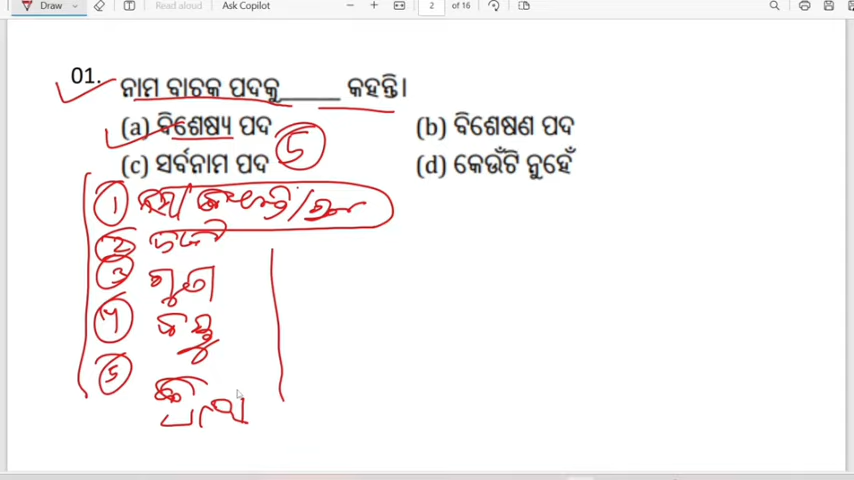 Draw Read aloud Ask Copilot 2 of 16
01. ନାମ ବାଚକ ପଦକୁ_____ କହନ୍ତି।
(a) ବିଶେଷ୍ୟ ପଦ (b) ବିଶେଷଣ ପଦ
5
(c) ସର୍ବନାମ ପଦ (d) କେଉଁଟି ନୁହେଁ
1
2
3 ଗୁଣ
4
5 କ୍ରିୟା